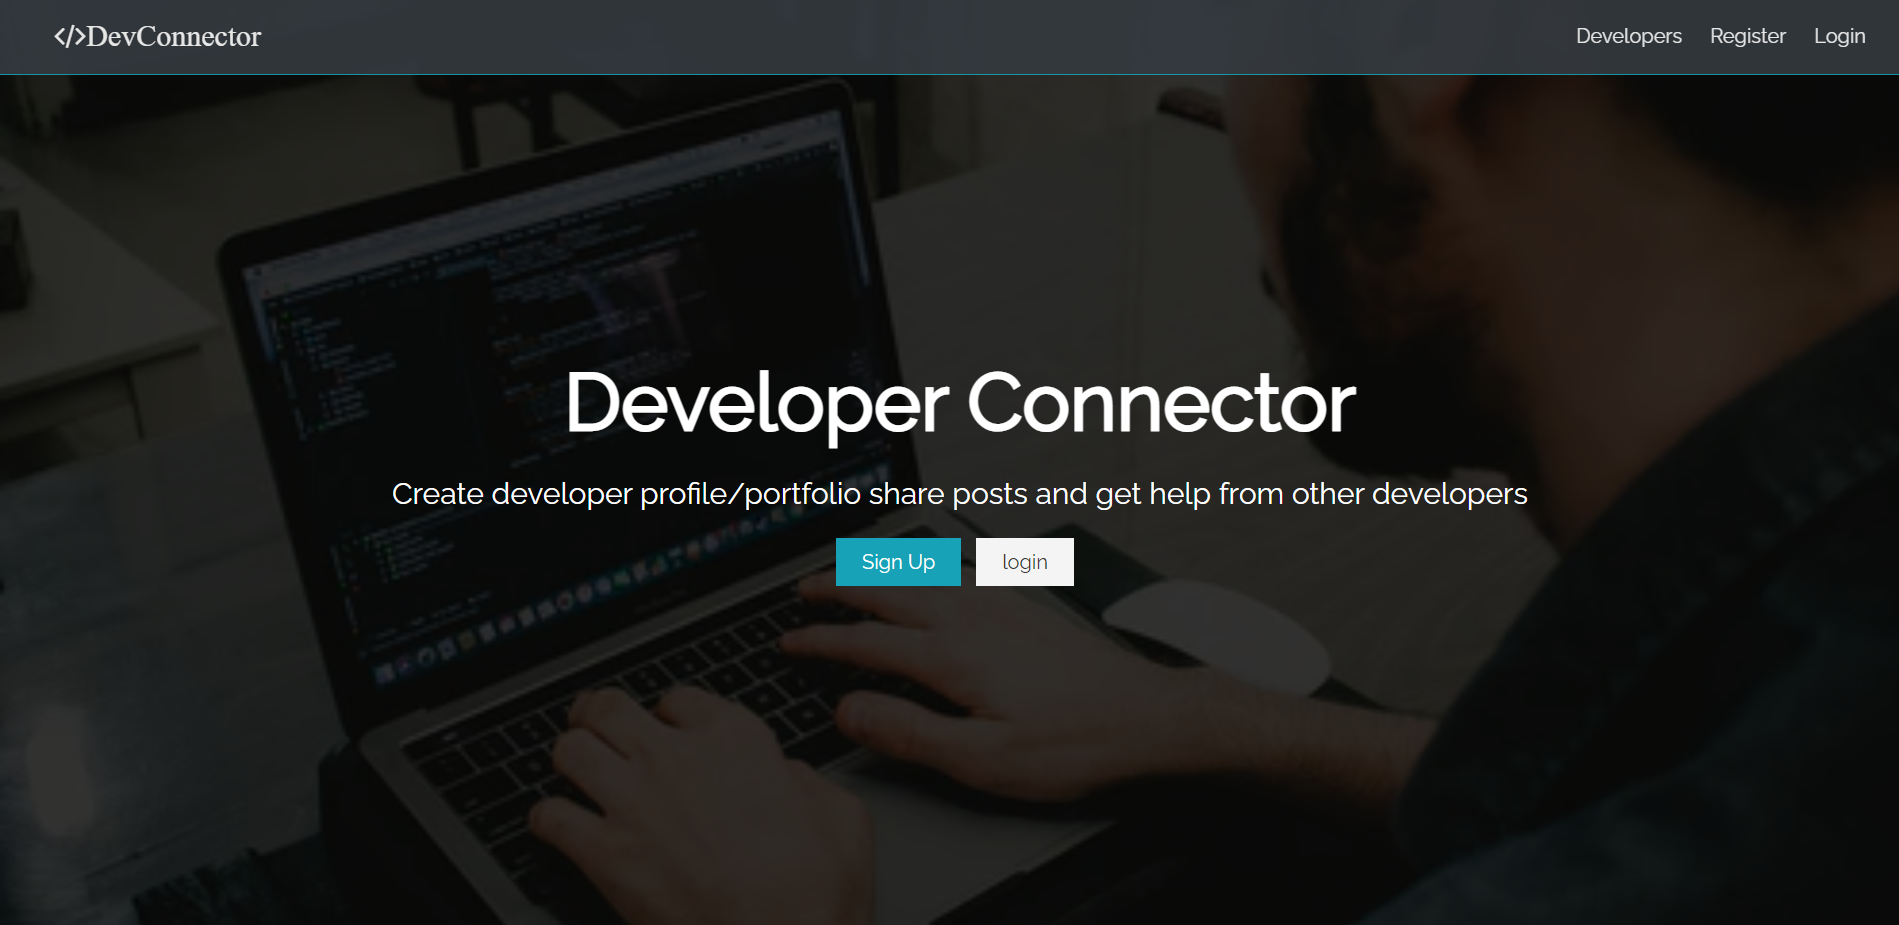 </>DevConnector
Developers Register Login
Developer Connector
Create developer profile/portfolio share posts and get help from other developers
Sign Up login